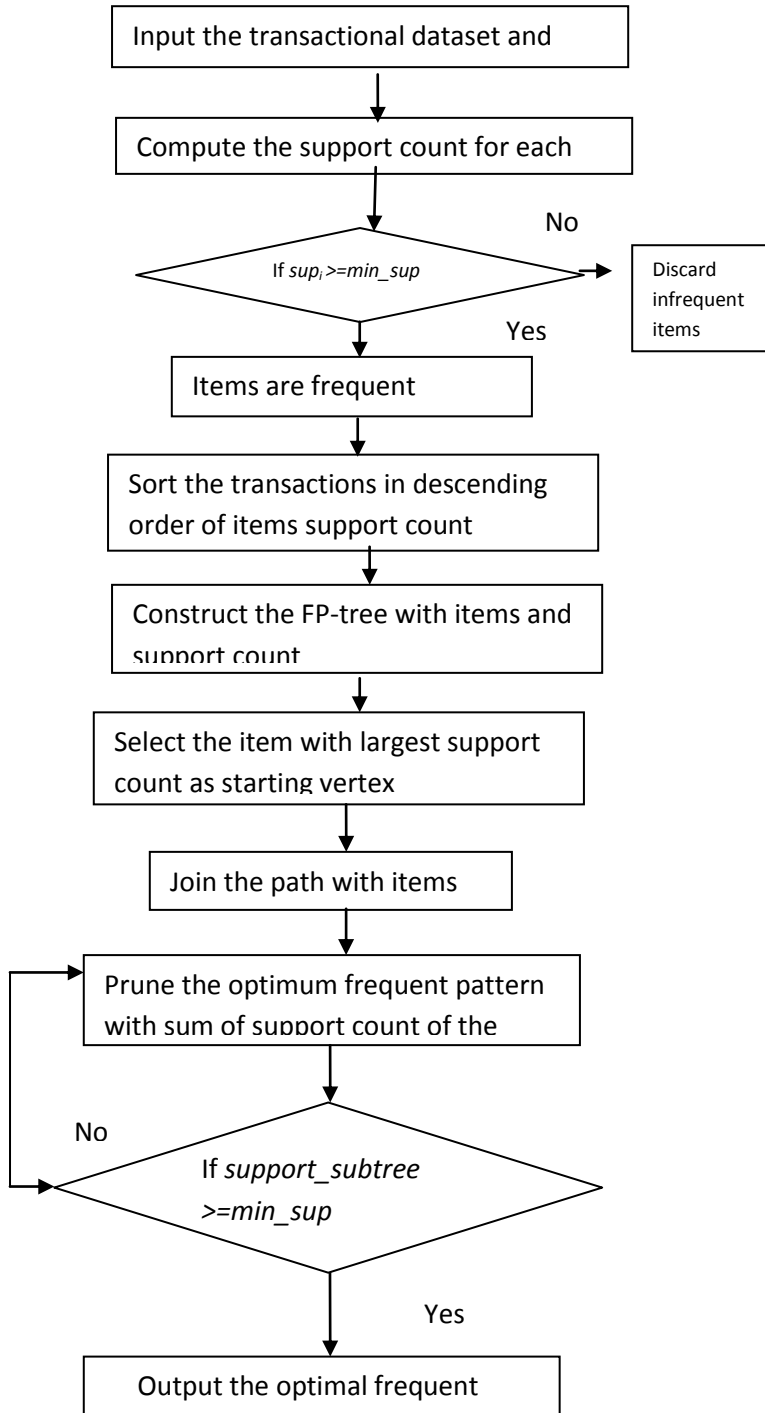 Input the transactional dataset and
Compute the support count for each
No
If supi >=min_sup
Discard
infrequent
items
Yes
Items are frequent
Sort the transactions in descending
order of items support count
Construct the FP-tree with items and
support count
Select the item with largest support
count as starting vertex
Join the path with items
Prune the optimum frequent pattern
with sum of support count of the
No
If support_subtree
>=min_sup
Yes
Output the optimal frequent